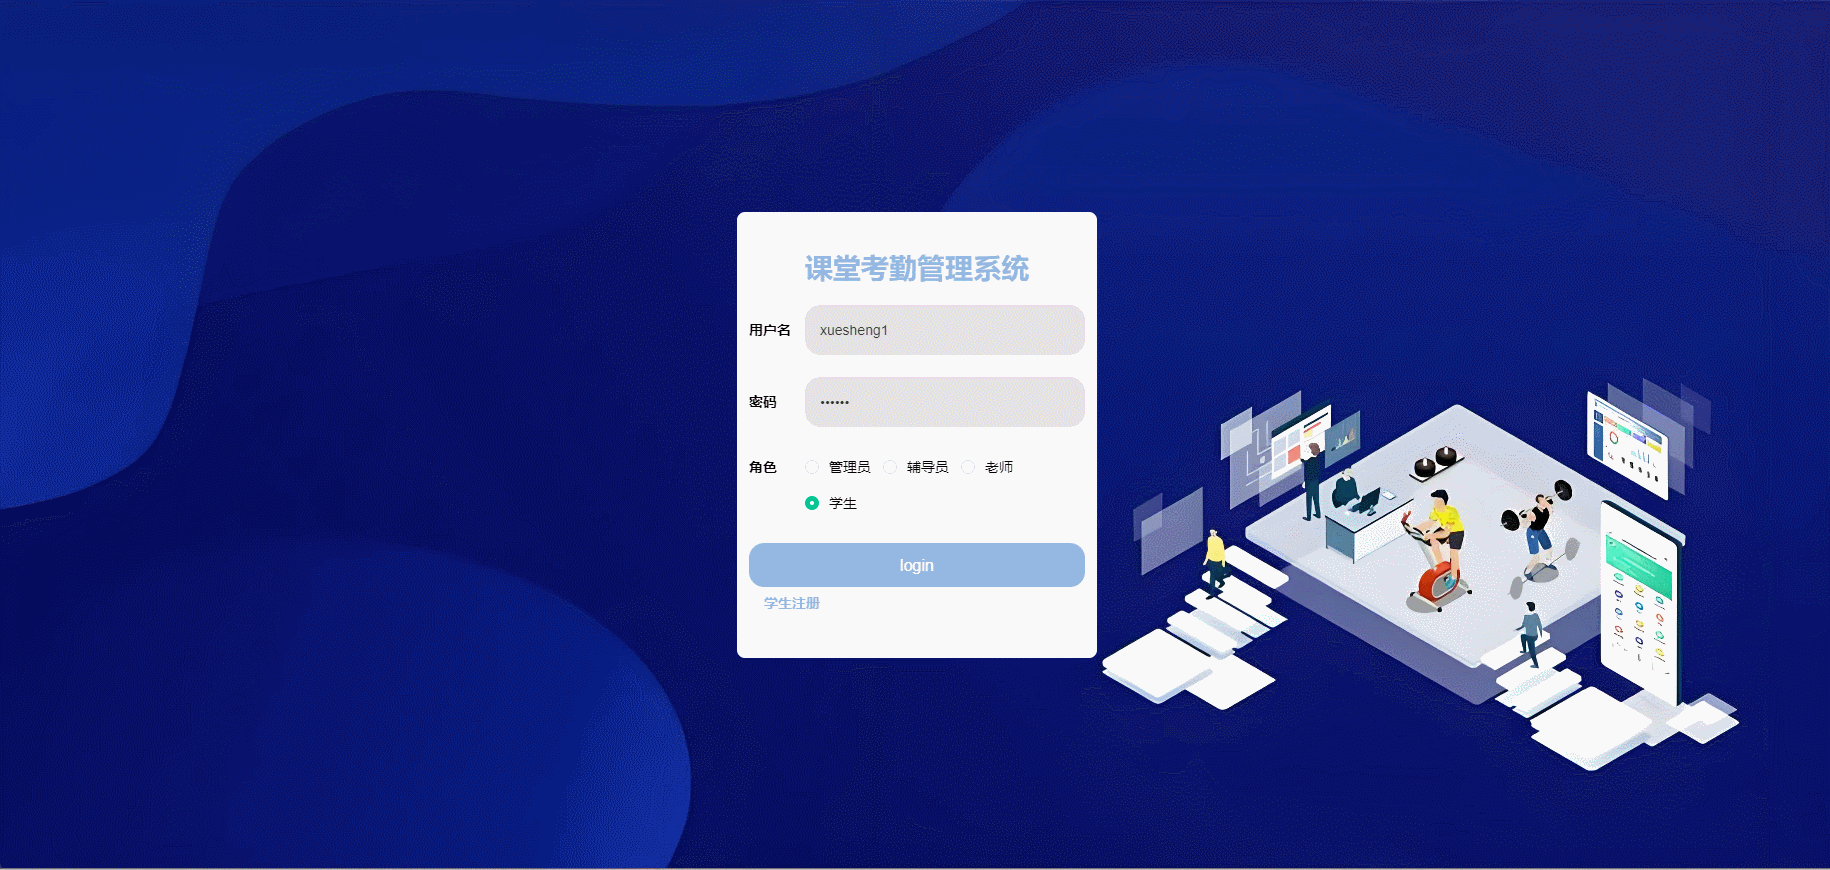 课堂考勤管理系统
用户名 xuesheng1
密码 ••••••
角色 管理员 辅导员 老师
学生
login
学生注册